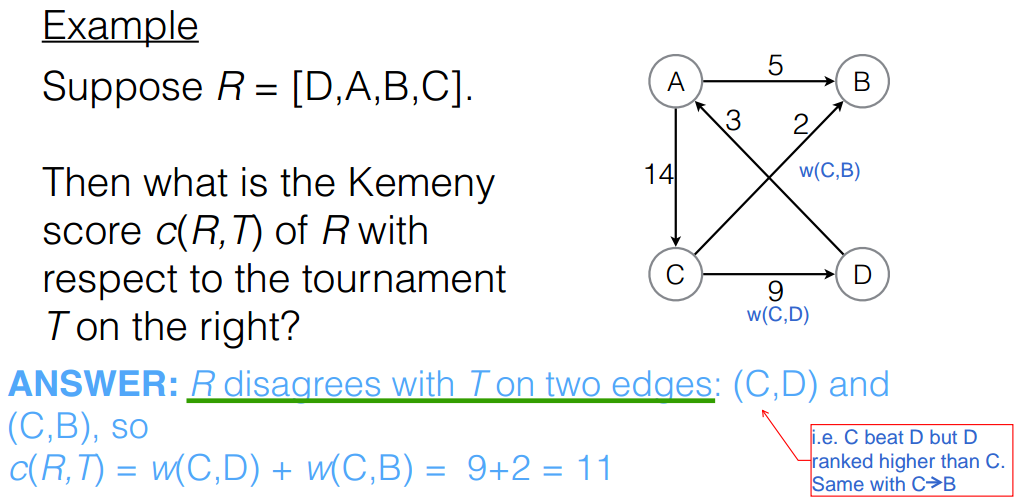 Example
Suppose R = [D,A,B,C].
Then what is the Kemeny
score c(R,T) of R with
respect to the tournament
T on the right?
A
5
B
3
2
14
w(C,B)
C
9
D
w(C,D)
ANSWER: R disagrees with T on two edges: (C,D) and
(C,B), so
c(R,T) = w(C,D) + w(C,B) = 9+2 = 11
i.e. C beat D but D
ranked higher than C.
Same with C→B